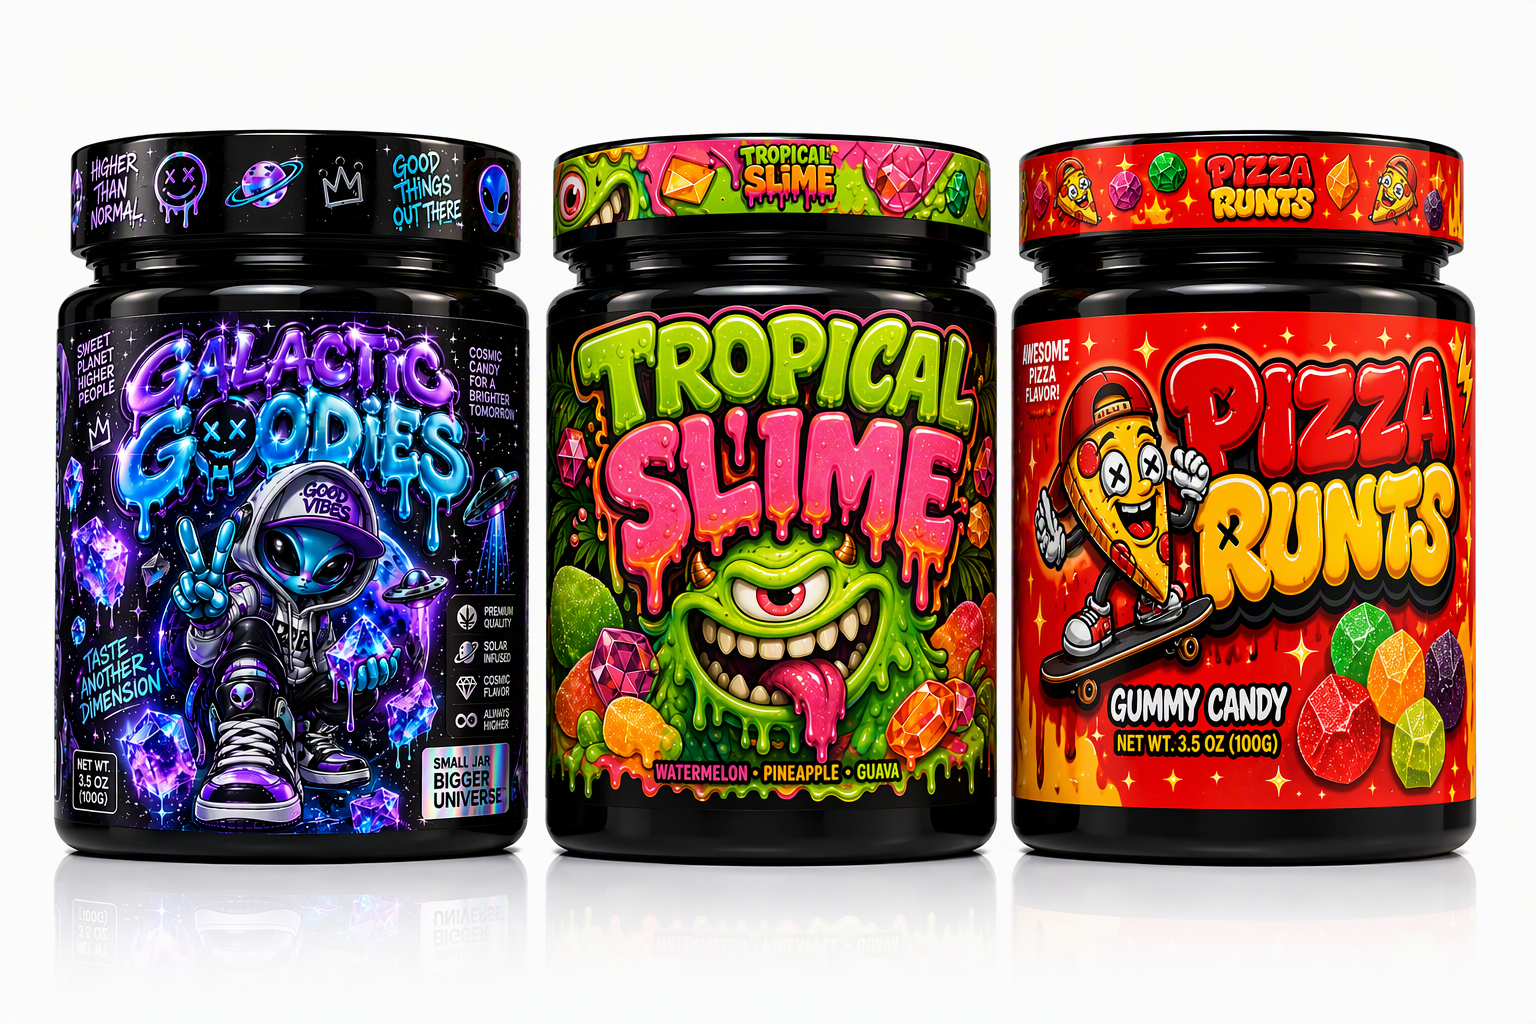 HIGHER
THAN
NORMAL.
GOOD
THINGS
OUT THERE
SWEET
PLANET
HIGHER
PEOPLE
GALACTIC
GOODIES
COSMIC
CANDY
FOR A
BRIGHTER
TOMORROW
GOOD
VIBES
TASTE
ANOTHER
DIMENSION
PREMIUM
QUALITY
SOLAR
INFUSED
COSMIC
FLAVOR
ALWAYS
HIGHER
NET WT.
3.5 OZ
(100G)
SMALL JAR
BIGGER
UNIVERSE
TROPICAL
SLIME
TROPICAL
SLIME
WATERMELON • PINEAPPLE • GUAVA
PIZZA
RUNTS
AWESOME
PIZZA
FLAVOR!
PIZZA
RUNTS
GUMMY CANDY
NET WT. 3.5 OZ (100G)